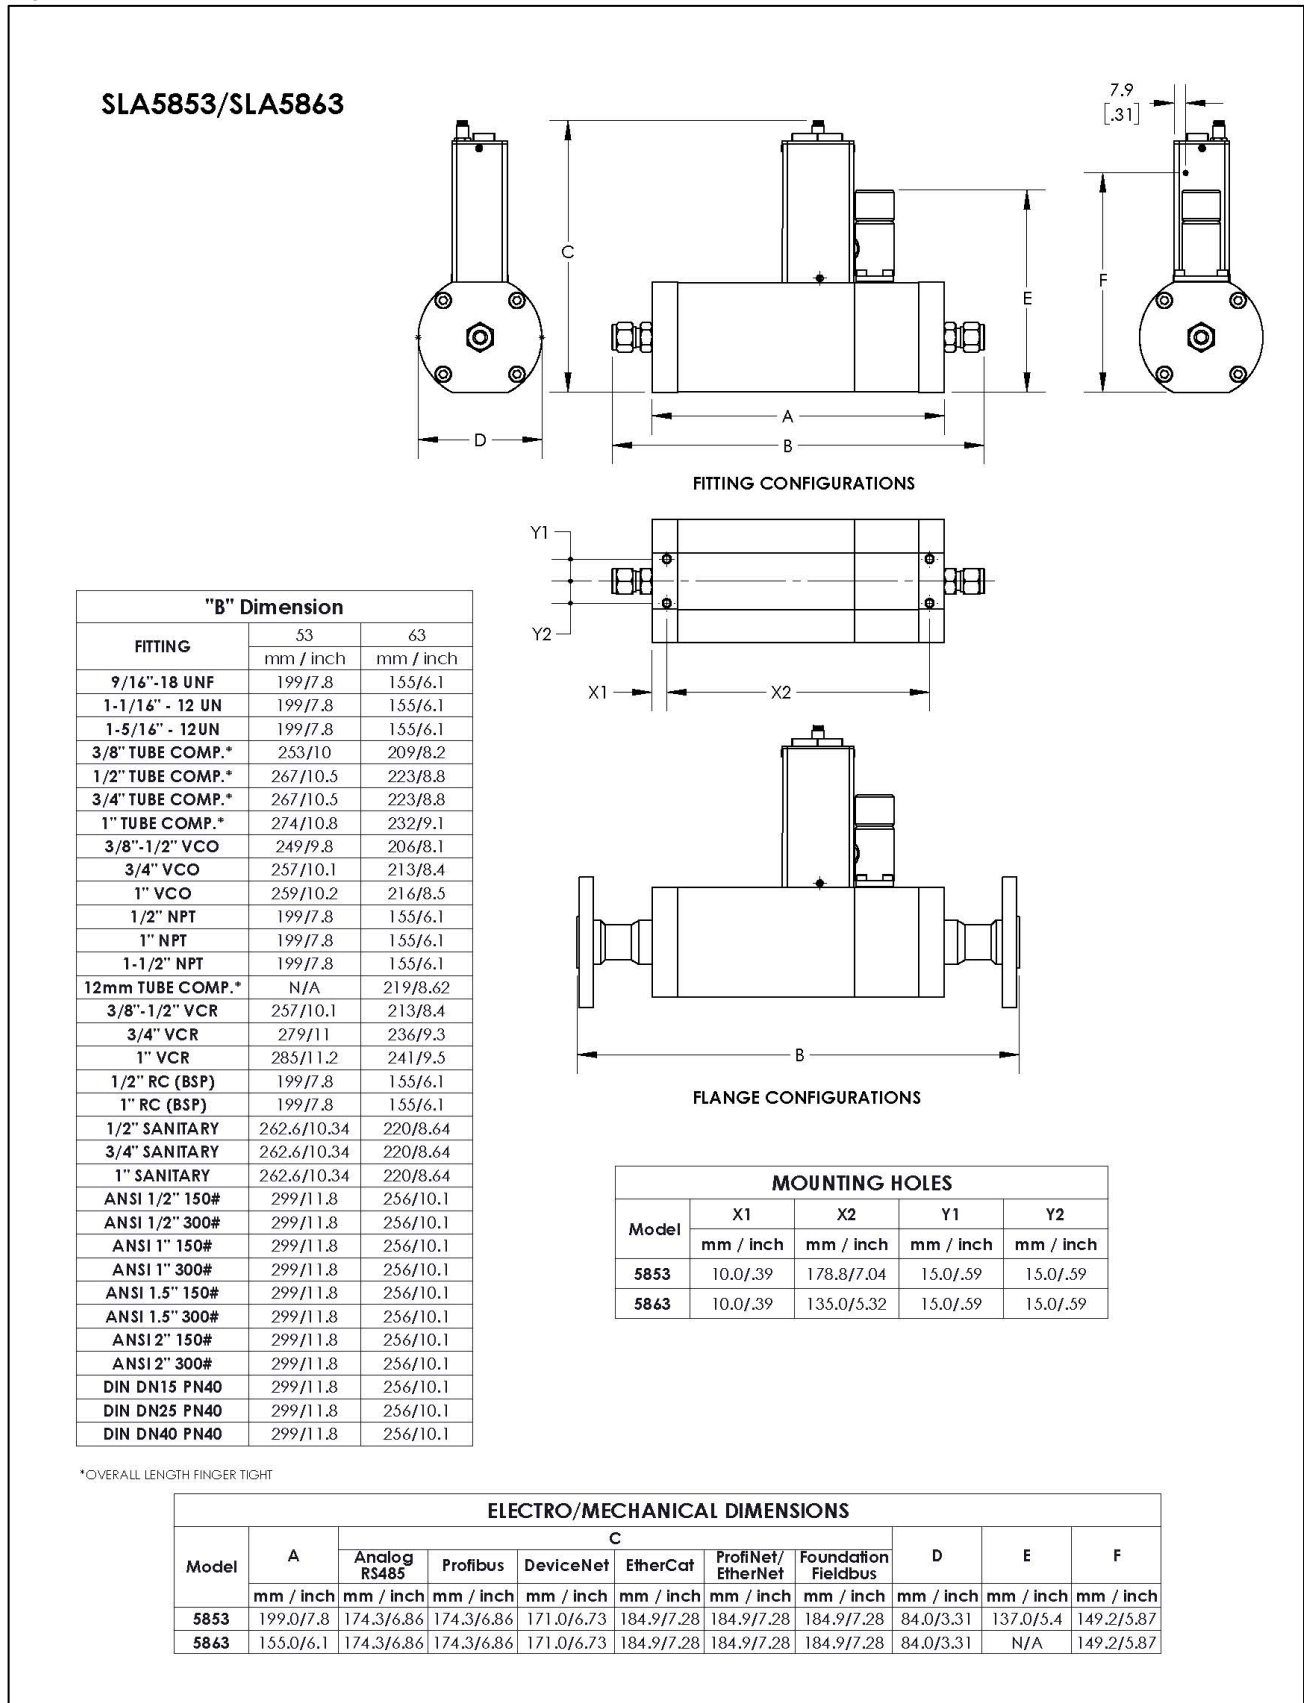 SLA5853/SLA5863
7.9
[.31]
C
E
F
A
D
B
FITTING CONFIGURATIONS
Y1
Y2
X1
X2
"B" Dimension
FITTING 53 63
mm / inch mm / inch
9/16"-18 UNF 199/7.8 155/6.1
1-1/16" - 12 UN 199/7.8 155/6.1
1-5/16" - 12UN 199/7.8 155/6.1
3/8" TUBE COMP.* 253/10 209/8.2
1/2" TUBE COMP.* 267/10.5 223/8.8
3/4" TUBE COMP.* 267/10.5 223/8.8
1" TUBE COMP.* 274/10.8 232/9.1
3/8"-1/2" VCO 249/9.8 206/8.1
3/4" VCO 257/10.1 213/8.4
1" VCO 259/10.2 216/8.5
1/2" NPT 199/7.8 155/6.1
1" NPT 199/7.8 155/6.1
1-1/2" NPT 199/7.8 155/6.1
12mm TUBE COMP.* N/A 219/8.62
3/8"-1/2" VCR 257/10.1 213/8.4
3/4" VCR 279/11 236/9.3
1" VCR 285/11.2 241/9.5
1/2" RC (BSP) 199/7.8 155/6.1
1" RC (BSP) 199/7.8 155/6.1
1/2" SANITARY 262.6/10.34 220/8.64
3/4" SANITARY 262.6/10.34 220/8.64
1" SANITARY 262.6/10.34 220/8.64
ANSI 1/2" 150# 299/11.8 256/10.1
ANSI 1/2" 300# 299/11.8 256/10.1
ANSI 1" 150# 299/11.8 256/10.1
ANSI 1" 300# 299/11.8 256/10.1
ANSI 1.5" 150# 299/11.8 256/10.1
ANSI 1.5" 300# 299/11.8 256/10.1
ANSI 2" 150# 299/11.8 256/10.1
ANSI 2" 300# 299/11.8 256/10.1
DIN DN15 PN40 299/11.8 256/10.1
DIN DN25 PN40 299/11.8 256/10.1
DIN DN40 PN40 299/11.8 256/10.1
*OVERALL LENGTH FINGER TIGHT
B
FLANGE CONFIGURATIONS
MOUNTING HOLES
Model X1 X2 Y1 Y2
mm / inch mm / inch mm / inch mm / inch
5853 10.0/.39 178.8/7.04 15.0/.59 15.0/.59
5863 10.0/.39 135.0/5.32 15.0/.59 15.0/.59
ELECTRO/MECHANICAL DIMENSIONS
Model A C D E F
Analog RS485 Profibus DeviceNet EtherCat ProfiNet/ EtherNet Foundation Fieldbus
mm / inch mm / inch mm / inch mm / inch mm / inch mm / inch mm / inch mm / inch mm / inch mm / inch
5853 199.0/7.8 174.3/6.86 174.3/6.86 171.0/6.73 184.9/7.28 184.9/7.28 184.9/7.28 84.0/3.31 137.0/5.4 149.2/5.87
5863 155.0/6.1 174.3/6.86 174.3/6.86 171.0/6.73 184.9/7.28 184.9/7.28 184.9/7.28 84.0/3.31 N/A 149.2/5.87